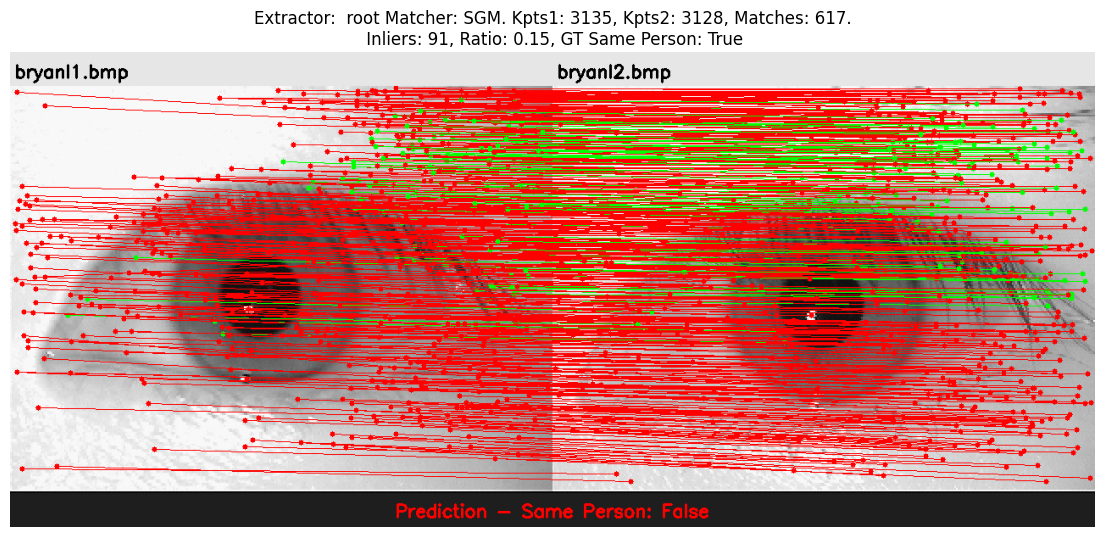 Extractor:  root Matcher: SGM. Kpts1: 3135, Kpts2: 3128, Matches: 617.
Inliers: 91, Ratio: 0.15, GT Same Person: True
bryanl1.bmp
bryanl2.bmp
Prediction - Same Person: False